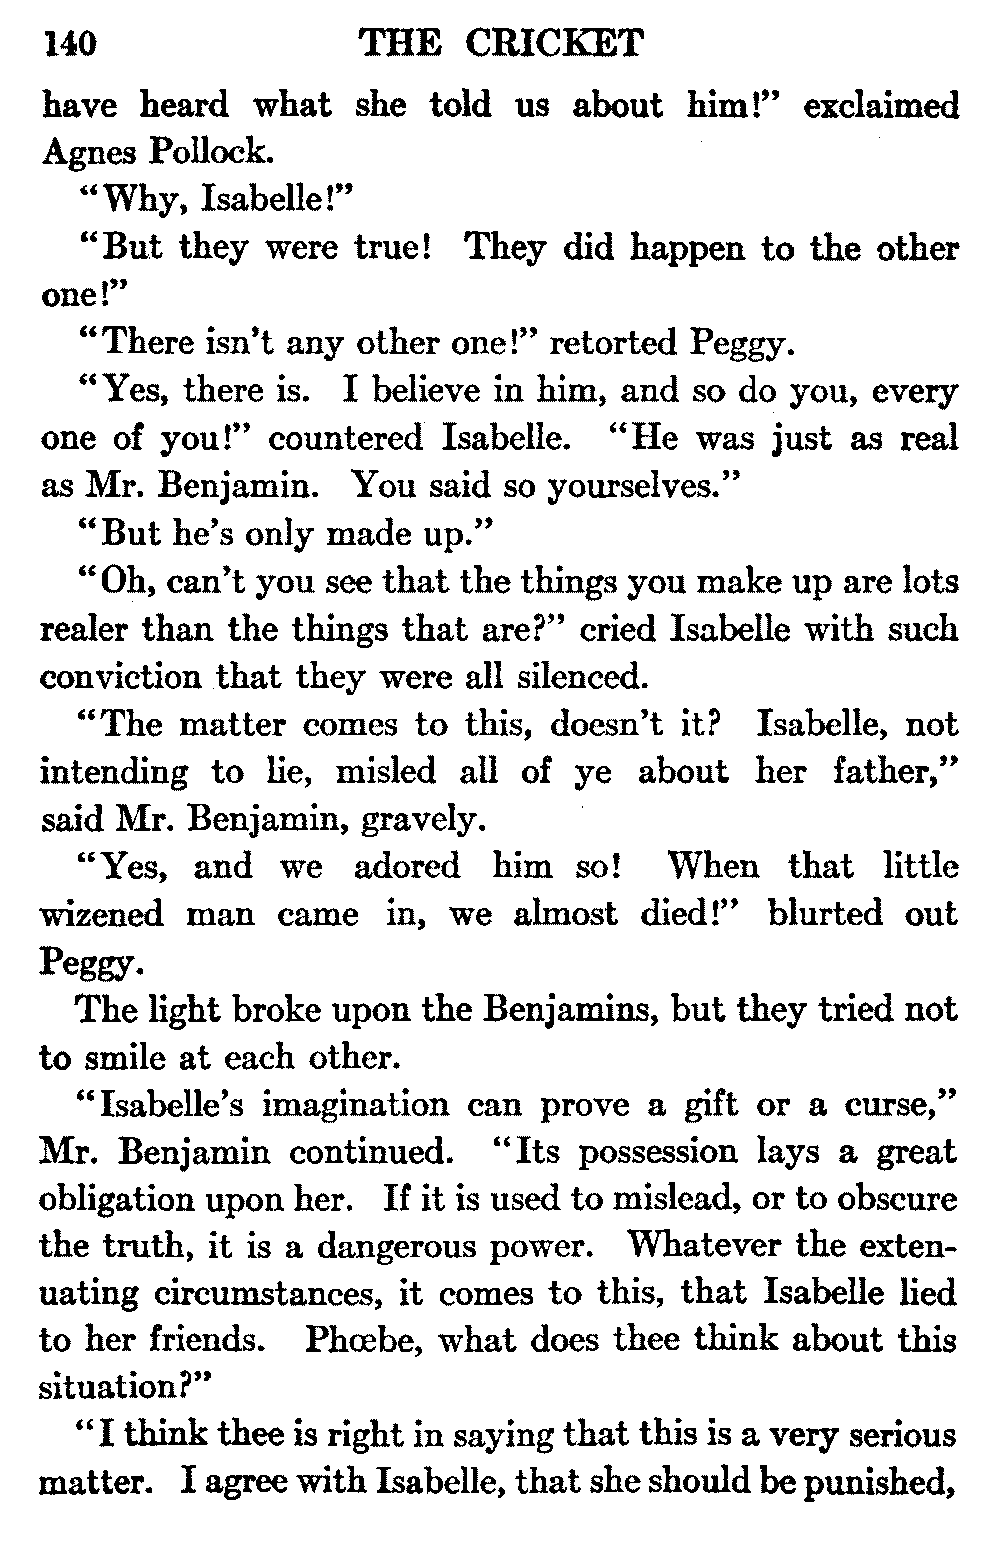 140 THE CRICKET
have heard what she told us about him!" exclaimed
Agnes Pollock.
"Why, Isabelle!"
"But they were true! They did happen to the other
one!"
"There isn't any other one!" retorted Peggy.
"Yes, there is. I believe in him, and so do you, every
one of you!" countered Isabelle. "He was just as real
as Mr. Benjamin. You said so yourselves."
"But he's only made up."
"Oh, can't you see that the things you make up are lots
realer than the things that are?" cried Isabelle with such
conviction that they were all silenced.
"The matter comes to this, doesn't it? Isabelle, not
intending to lie, misled all of ye about her father,"
said Mr. Benjamin, gravely.
"Yes, and we adored him so! When that little
wizened man came in, we almost died!" blurted out
Peggy.
The light broke upon the Benjamins, but they tried not
to smile at each other.
"Isabelle's imagination can prove a gift or a curse,"
Mr. Benjamin continued. "Its possession lays a great
obligation upon her. If it is used to mislead, or to obscure
the truth, it is a dangerous power. Whatever the exten-
uating circumstances, it comes to this, that Isabelle lied
to her friends. Phœbe, what does thee think about this
situation?"
"I think thee is right in saying that this is a very serious
matter. I agree with Isabelle, that she should be punished,